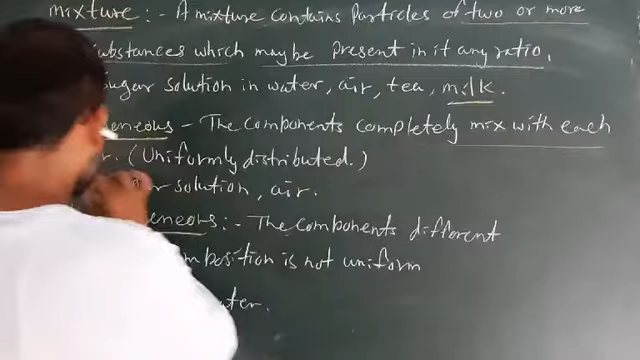 mixture :- A mixture contains Particles of two or more
substances which may be present in it any ratio.
sugar solution in water, air, tea, milk.
eneous - The components completely mix with each
r. (Uniformly distributed.)
r solution, air.
eneous :- The components different
mposition is not uniform
ater.